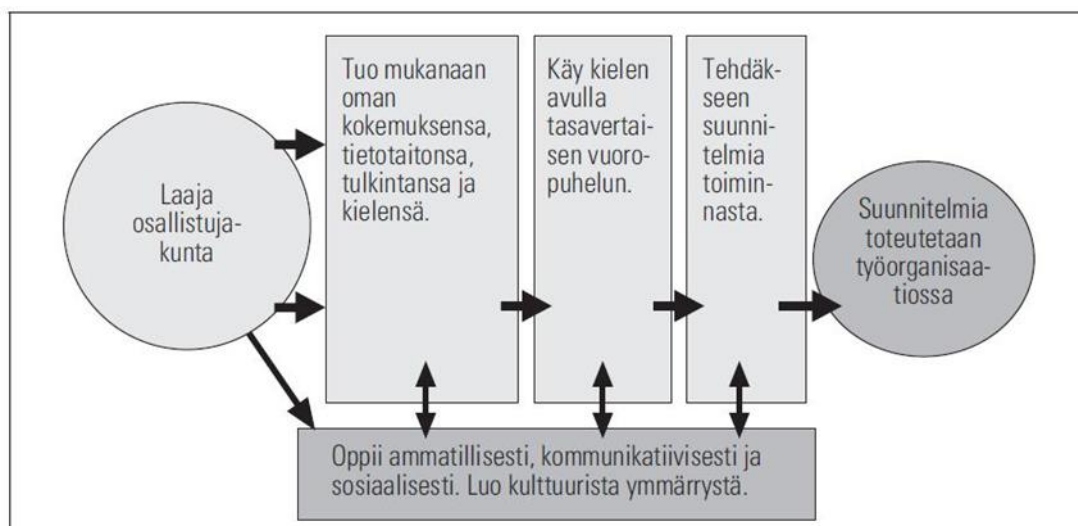 Laaja
osallistuja-
kunta
Tuo mukanaan
oman
kokemuksensa,
tietotaitonsa,
tulkintansa ja
kielensä.
Käy kielen
avulla
tasavertai-
sen vuoro-
puhelun.
Tehdäk-
seen
suunni-
telmia
toimin-
nasta.
Suunnitelmia
toteutetaan
työorganisaa-
tiossa
Oppii ammatillisesti, kommunikatiivisesti ja
sosiaalisesti. Luo kulttuurista ymmärrystä.